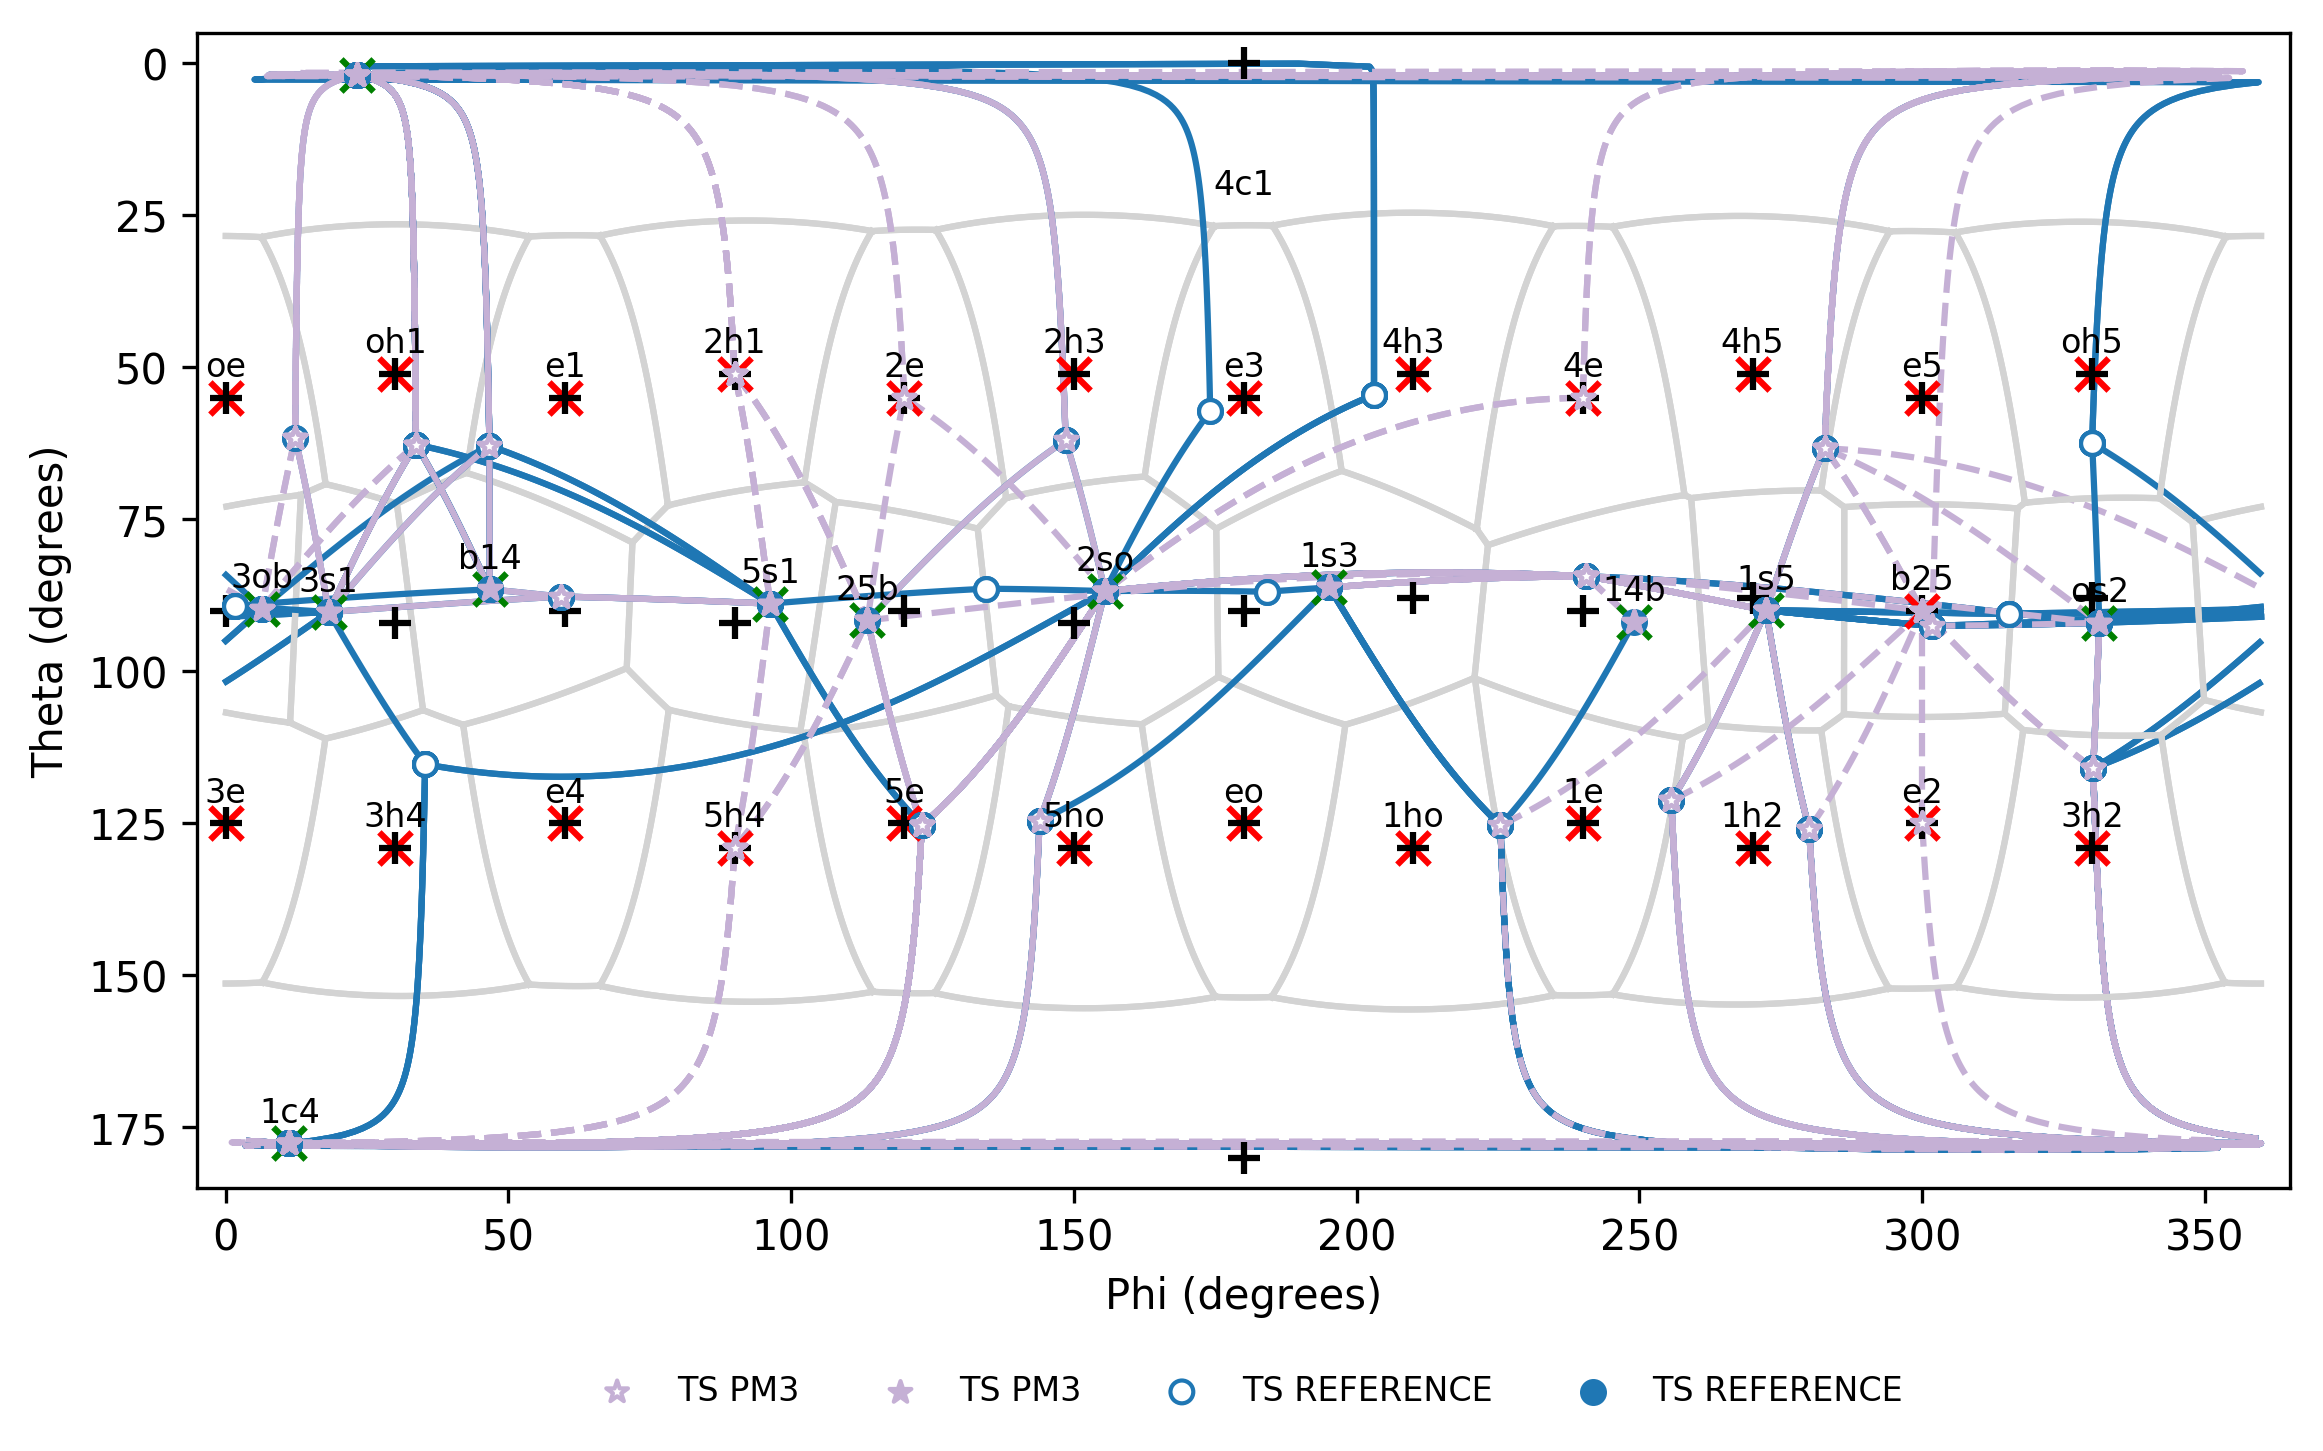 0
4c1
25
oh1 2h1 2h3 4h3 4h5 oh5
50
oe e1 2e e3 4e e5
75
b14 2so 1s3
3ob 3s1 5s1 25b 14b 1s5 b25 os2
Theta (degrees)
100
3e e4 5e eo 1e e2
125
3h4 5h4 5ho 1ho 1h2 3h2
150
1c4
175
0 50 100 150 200 250 300 350
Phi (degrees)
TS PM3 TS PM3 TS REFERENCE TS REFERENCE